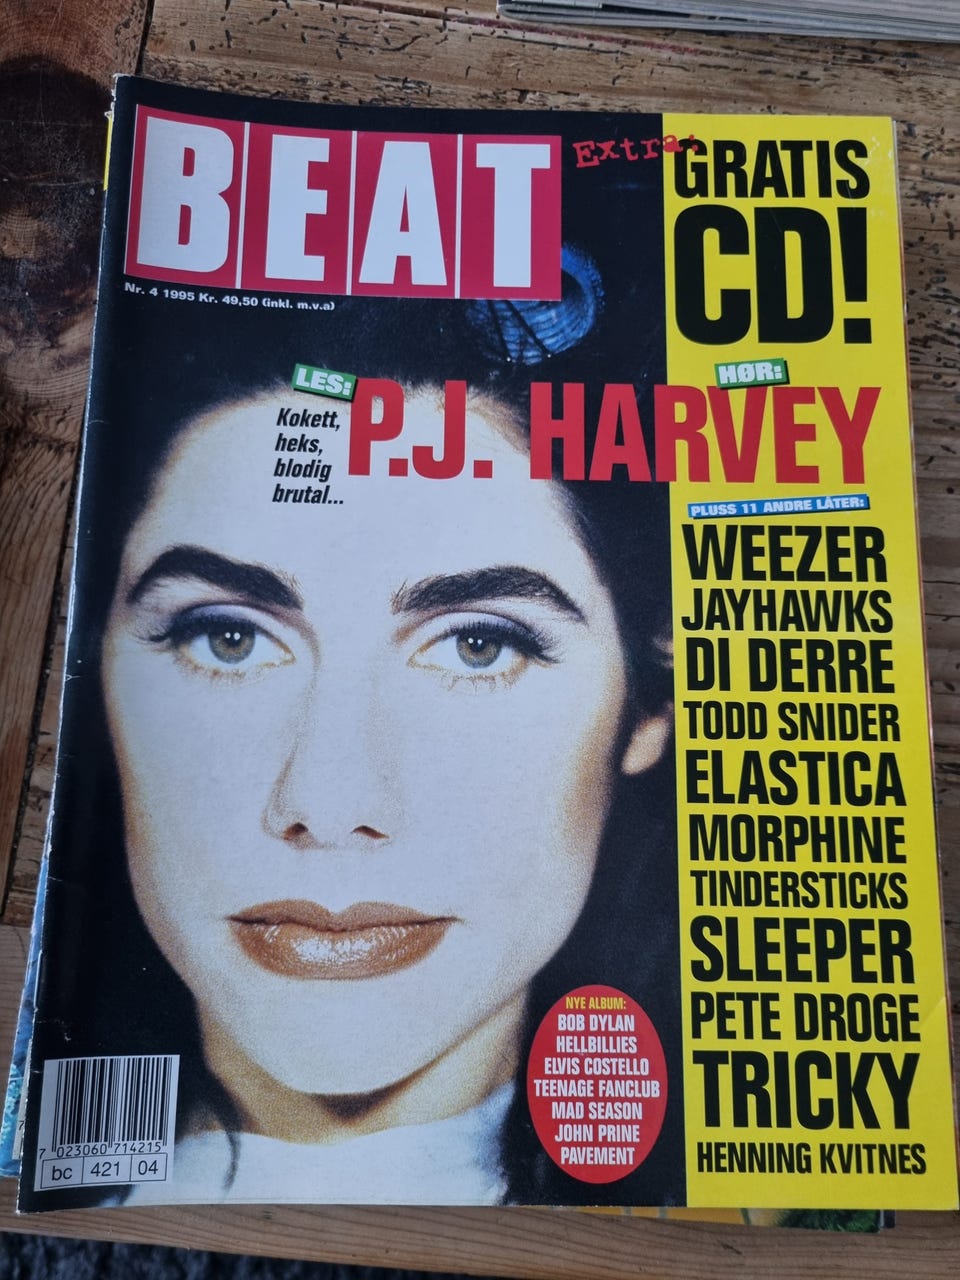 BEAT
Nr. 4 1995 Kr. 49,50 (inkl. m.v.a)
Extra:
GRATIS
CD!
LES:
HØR:
P.J. HARVEY
Kokett,
heks,
blodig
brutal...
PLUSS 11 ANDRE LÅTER:
WEEZER
JAYHAWKS
DI DERRE
TODD SNIDER
ELASTICA
MORPHINE
TINDERSTICKS
SLEEPER
PETE DROGE
TRICKY
HENNING KVITNES
NYE ALBUM:
BOB DYLAN
HELLBILLIES
ELVIS COSTELLO
TEENAGE FANCLUB
MAD SEASON
JOHN PRINE
PAVEMENT
7 023060 714215
bc 421 04